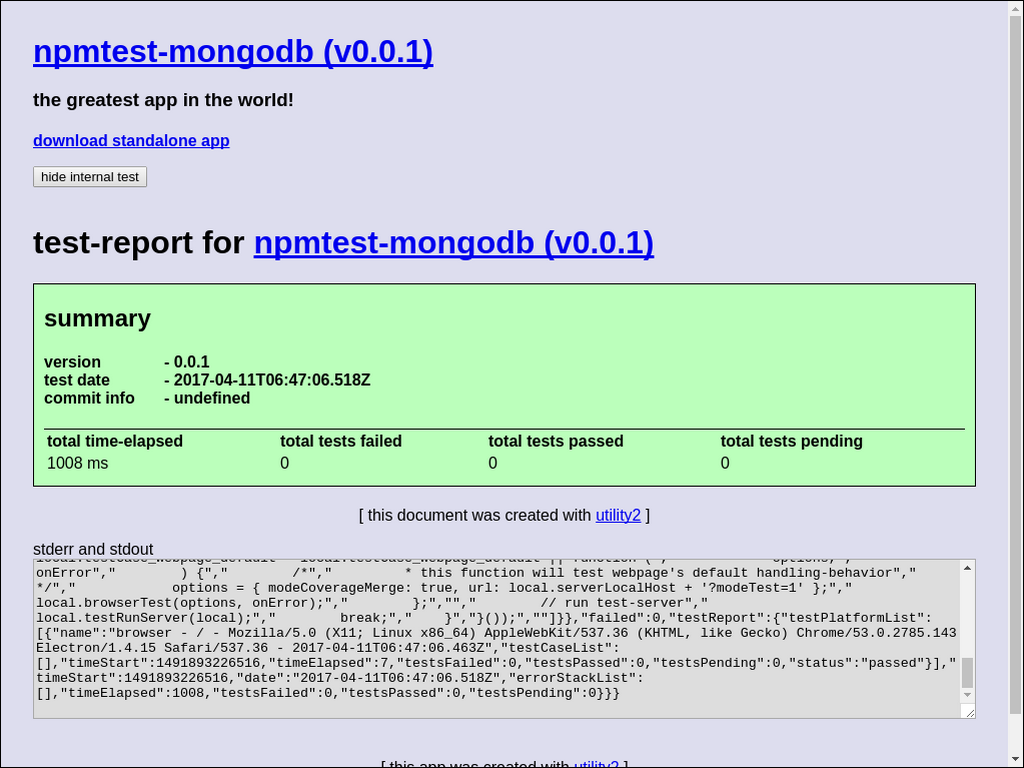 npmtest-mongodb (v0.0.1)
the greatest app in the world!
download standalone app
hide internal test
test-report for npmtest-mongodb (v0.0.1)
summary
version - 0.0.1
test date - 2017-04-11T06:47:06.518Z
commit info - undefined
total time-elapsed total tests failed total tests passed total tests pending
1008 ms 0 0 0
[ this document was created with utility2 ]
stderr and stdout
local.testCase_webpage_default = local.testCase_webpage_default || function (","             options,","
onError","        ) {","        /*","         * this function will test webpage's default handling-behavior","
*/","            options = { modeCoverageMerge: true, url: local.serverLocalHost + '?modeTest=1' };","
local.browserTest(options, onError);","        };","","        // run test-server","
local.testRunServer(local);","        break;","    }","}());",""]}},"failed":0,"testReport":{"testPlatformList":
[{"name":"browser - / - Mozilla/5.0 (X11; Linux x86_64) AppleWebKit/537.36 (KHTML, like Gecko) Chrome/53.0.2785.143
Electron/1.4.15 Safari/537.36 - 2017-04-11T06:47:06.463Z","testCaseList":
[],"timeStart":1491893226516,"timeElapsed":7,"testsFailed":0,"testsPassed":0,"testsPending":0,"status":"passed"}],"
timeStart":1491893226516,"date":"2017-04-11T06:47:06.518Z","errorStackList":
[],"timeElapsed":1008,"testsFailed":0,"testsPassed":0,"testsPending":0}}}
[ this app was created with utility2 ]